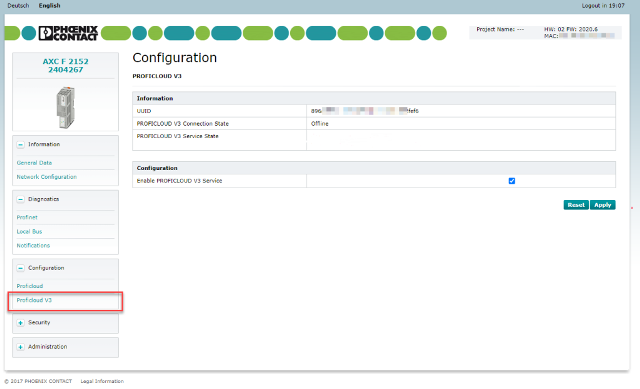 Deutsch English Logout in 19:07
PHOENIX CONTACT
Project Name: --- HW: 02 FW: 2020.6
MAC:
AXC F 2152
2404267
Information
General Data
Network Configuration
Diagnostics
Profinet
Local Bus
Notifications
Configuration
Proficloud
Proficloud V3
Security
Administration
Configuration
PROFICLOUD V3
Information
UUID 896
PROFICLOUD V3 Connection State Offline
PROFICLOUD V3 Service State
Configuration
Enable PROFICLOUD V3 Service
Reset Apply
© 2017 PHOENIX CONTACT Legal Information